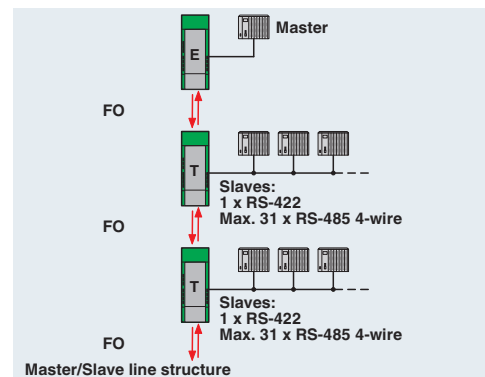 Master
E
FO
T
Slaves:
1 x RS-422
Max. 31 x RS-485 4-wire
FO
T
Slaves:
1 x RS-422
Max. 31 x RS-485 4-wire
FO
Master/Slave line structure